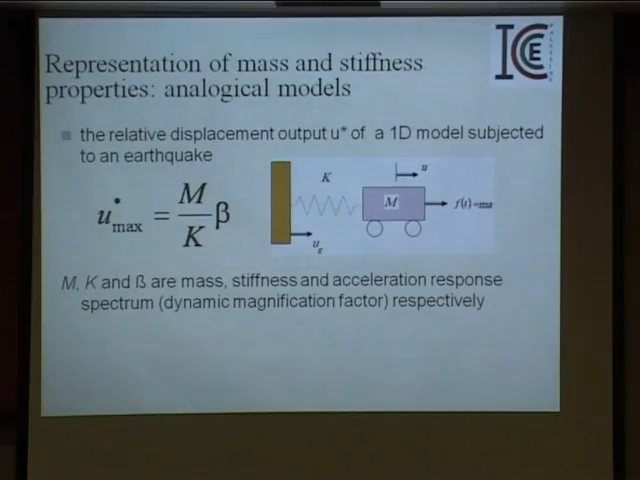 Representation of mass and stiffness
properties: analogical models
ICCE
the relative displacement output u* of a 1D model subjected
to an earthquake
u*max = M/K β
K
u
M
f(t)=ma
u_g
M, K and ß are mass, stiffness and acceleration response
spectrum (dynamic magnification factor) respectively